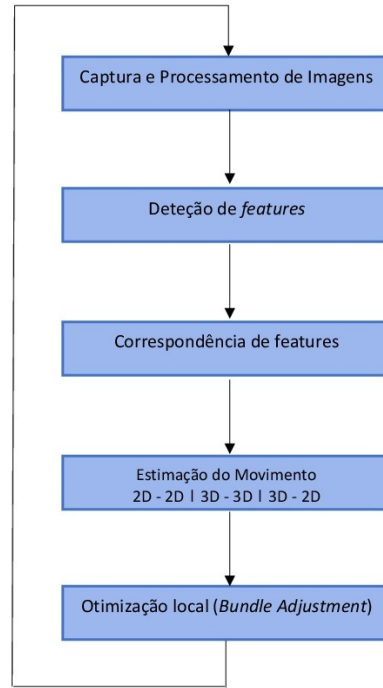 Captura e Processamento de Imagens
Deteção de features
Correspondência de features
Estimação do Movimento
2D - 2D | 3D - 3D | 3D - 2D
Otimização local (Bundle Adjustment)